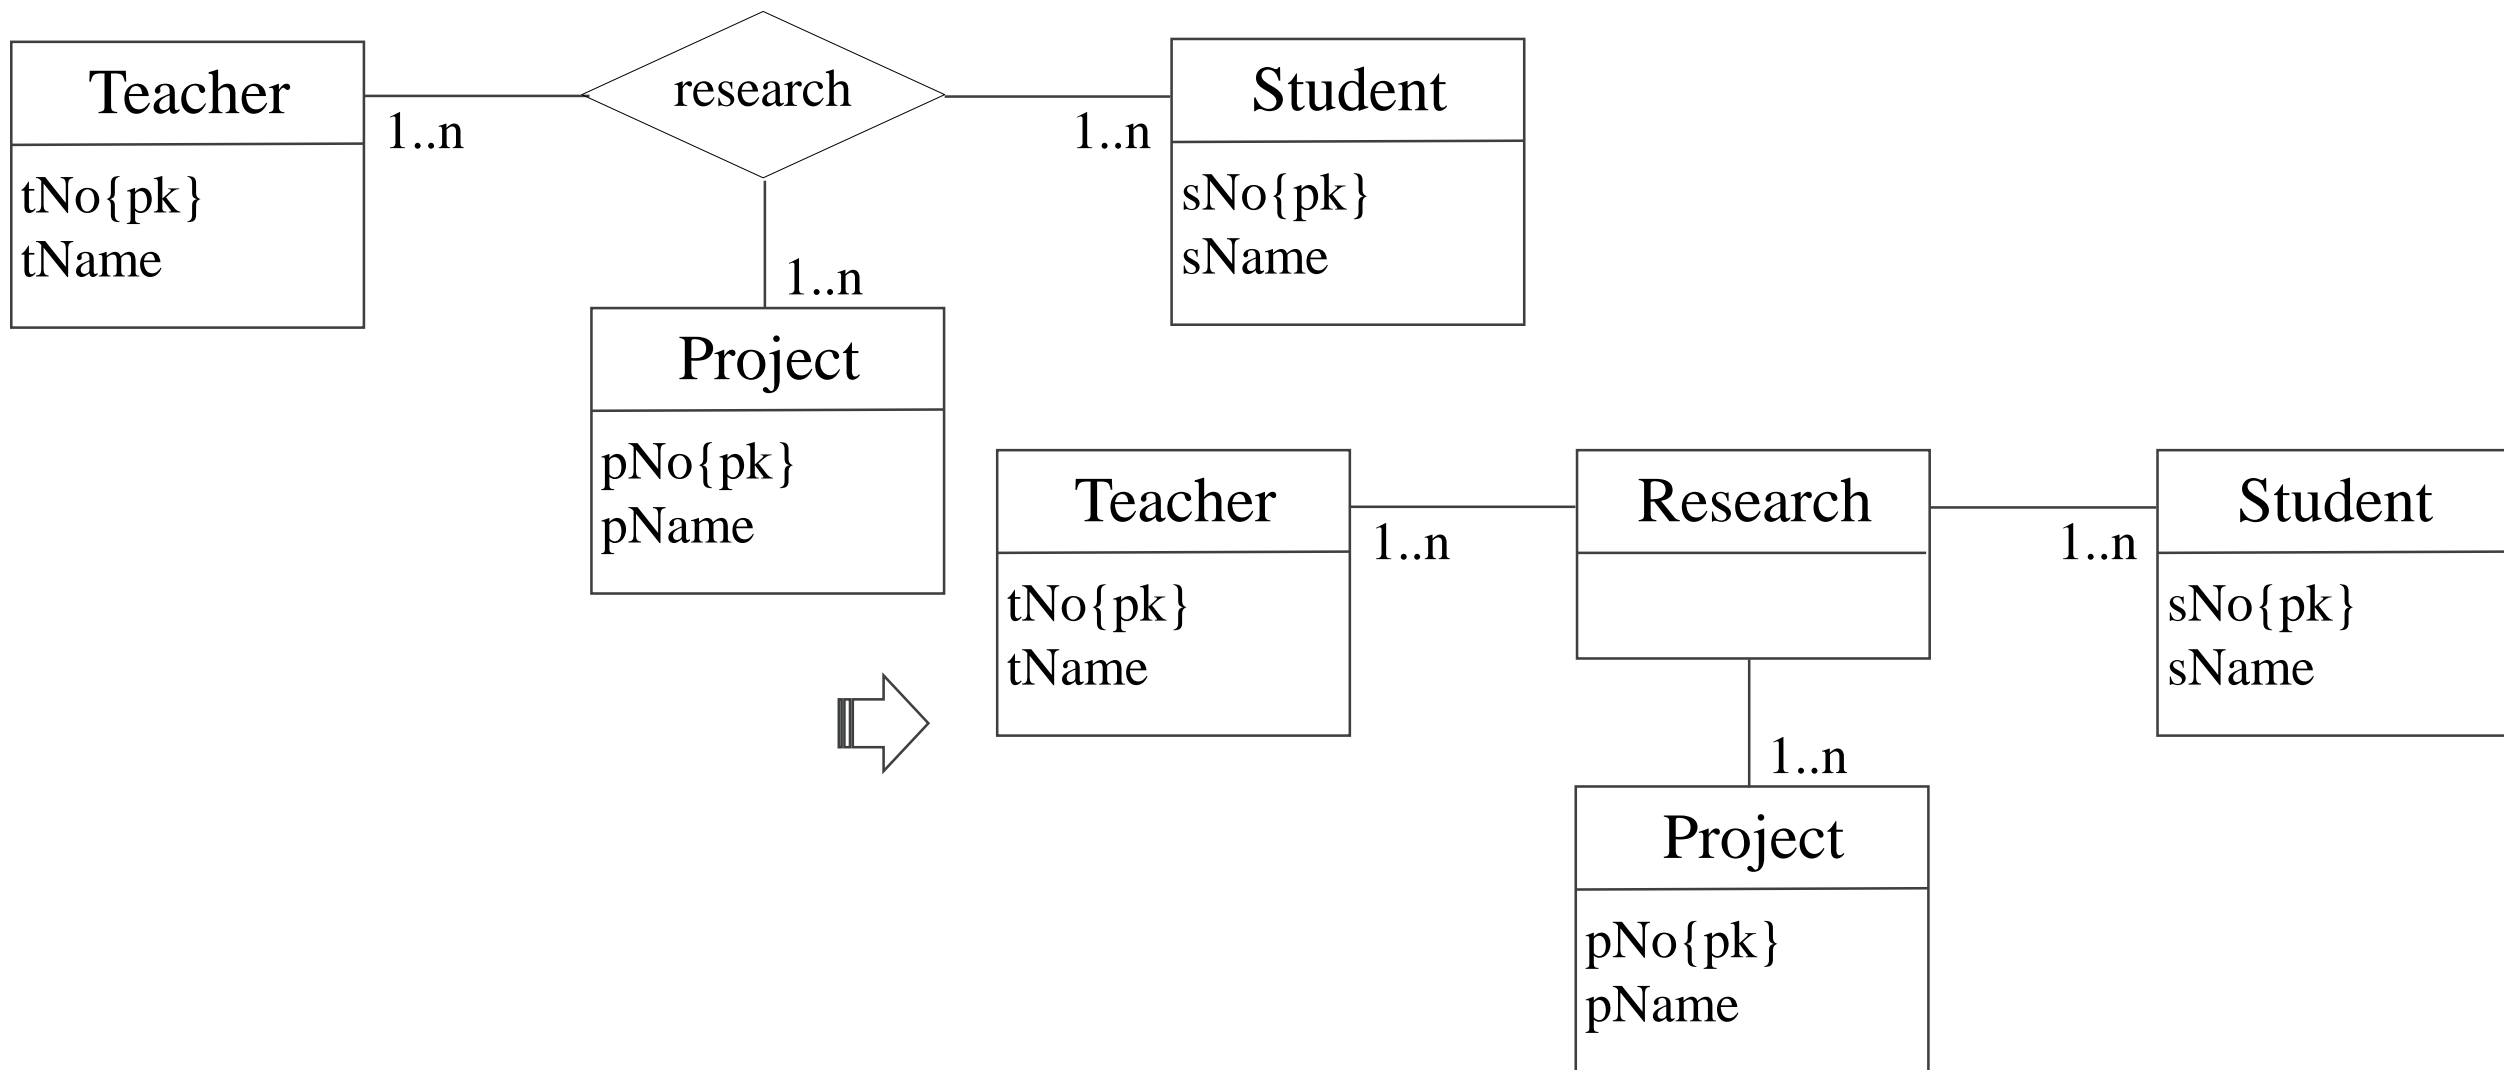 Teacher
research
Student
1..n
1..n
tNo{pk}
tName
sNo{pk}
sName
1..n
Project
pNo{pk}
pName
Teacher
Research
Student
1..n
1..n
tNo{pk}
tName
sNo{pk}
sName
1..n
Project
pNo{pk}
pName